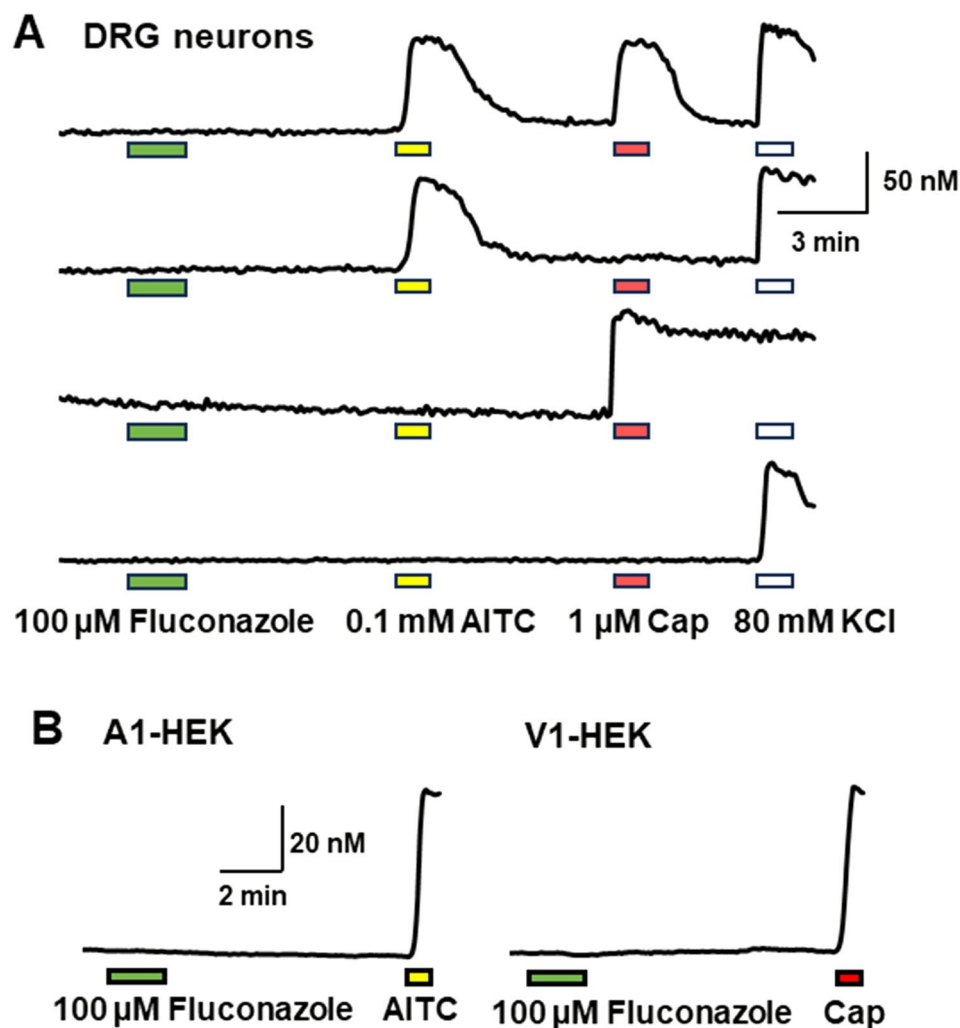 A DRG neurons
50 nM
3 min
100 µM Fluconazole 0.1 mM AITC 1 µM Cap 80 mM KCl
B A1-HEK V1-HEK
20 nM
2 min
100 µM Fluconazole AITC 100 µM Fluconazole Cap